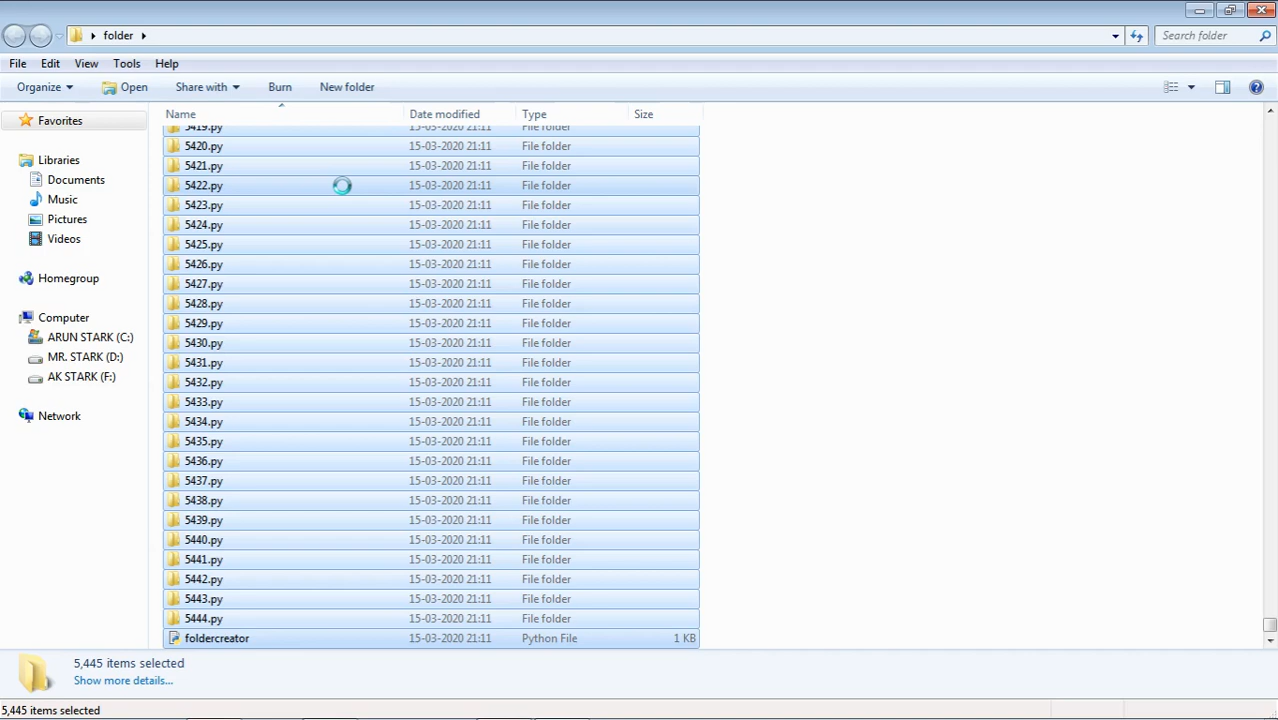 folder
Search folder
File Edit View Tools Help
Organize Open Share with Burn New folder
Name Date modified Type Size
Favorites
Libraries
Documents
Music
Pictures
Videos
Homegroup
Computer
ARUN STARK (C:)
MR. STARK (D:)
AK STARK (F:)
Network
5419.py 15-03-2020 21:11 File folder
5420.py 15-03-2020 21:11 File folder
5421.py 15-03-2020 21:11 File folder
5422.py 15-03-2020 21:11 File folder
5423.py 15-03-2020 21:11 File folder
5424.py 15-03-2020 21:11 File folder
5425.py 15-03-2020 21:11 File folder
5426.py 15-03-2020 21:11 File folder
5427.py 15-03-2020 21:11 File folder
5428.py 15-03-2020 21:11 File folder
5429.py 15-03-2020 21:11 File folder
5430.py 15-03-2020 21:11 File folder
5431.py 15-03-2020 21:11 File folder
5432.py 15-03-2020 21:11 File folder
5433.py 15-03-2020 21:11 File folder
5434.py 15-03-2020 21:11 File folder
5435.py 15-03-2020 21:11 File folder
5436.py 15-03-2020 21:11 File folder
5437.py 15-03-2020 21:11 File folder
5438.py 15-03-2020 21:11 File folder
5439.py 15-03-2020 21:11 File folder
5440.py 15-03-2020 21:11 File folder
5441.py 15-03-2020 21:11 File folder
5442.py 15-03-2020 21:11 File folder
5443.py 15-03-2020 21:11 File folder
5444.py 15-03-2020 21:11 File folder
foldercreator 15-03-2020 21:11 Python File 1 KB
5,445 items selected
Show more details...
5,445 items selected